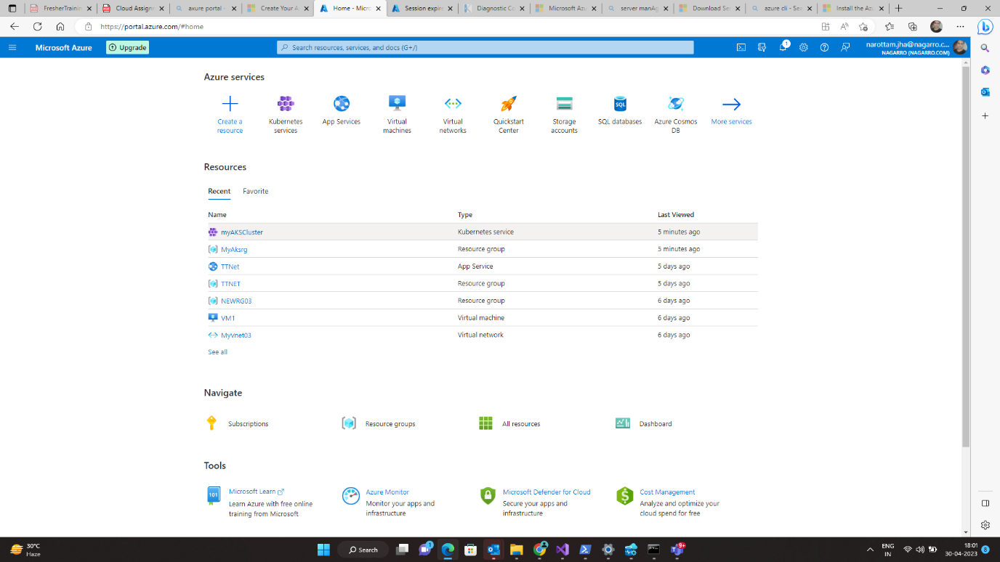 FresherTrainin
Cloud Assignm
axure portal -
Create Your A
Home - Micro
Session expire
Diagnostic Co
Microsoft Azu
server manAg
Download Ser
azure cli - Sea
Install the Az
https://portal.azure.com/#home
Microsoft Azure
Upgrade
Search resources, services, and docs (G+/)
1
narottam.jha@nagarro.c...
NAGARRO (NAGARRO.COM)
Azure services
Create a resource
Kubernetes services
App Services
Virtual machines
Virtual networks
Quickstart Center
Storage accounts
SQL databases
Azure Cosmos DB
More services
Resources
Recent Favorite
Name Type Last Viewed
myAKSCluster Kubernetes service 5 minutes ago
MyAksrg Resource group 5 minutes ago
TTNet App Service 5 days ago
TTNET Resource group 5 days ago
NEWRG03 Resource group 6 days ago
VM1 Virtual machine 6 days ago
MyVnet03 Virtual network 6 days ago
See all
Navigate
Subscriptions
Resource groups
All resources
Dashboard
Tools
Microsoft Learn
Learn Azure with free online
training from Microsoft
Azure Monitor
Monitor your apps and
infrastructure
Microsoft Defender for Cloud
Secure your apps and
infrastructure
Cost Management
Analyze and optimize your
cloud spend for free
30°C
Haze
Search
1
9+
ENG
IN
18:01
30-04-2023
8